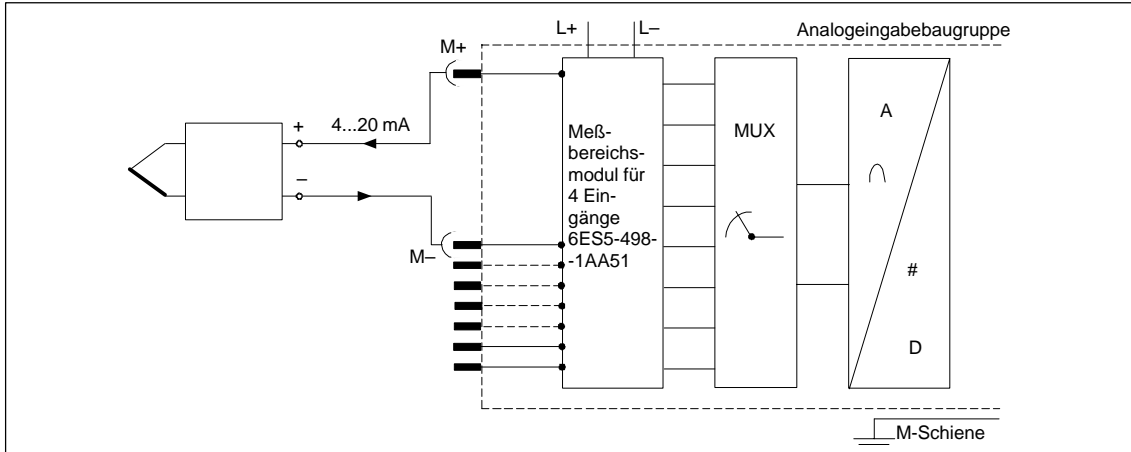 L+
L–
Analogeingabebaugruppe
M+
+
4...20 mA
–
M–
Meß-
bereichs-
modul für
4 Ein-
gänge
6ES5-498-
-1AA51
MUX
A
∩
#
D
M-Schiene